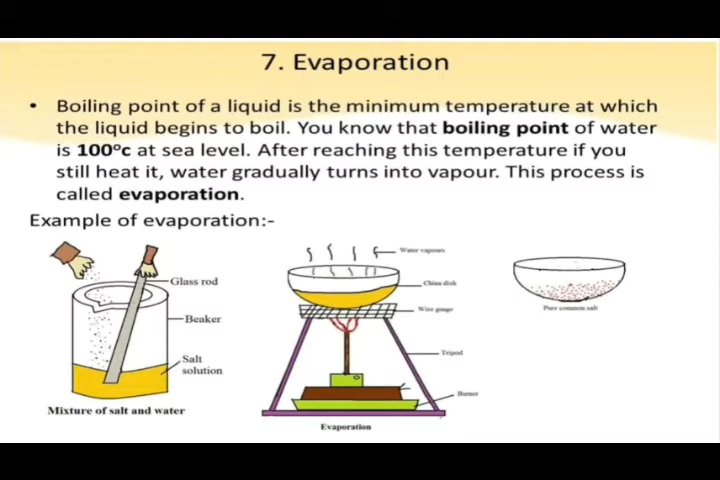 7. Evaporation
• Boiling point of a liquid is the minimum temperature at which
the liquid begins to boil. You know that boiling point of water
is 100°c at sea level. After reaching this temperature if you
still heat it, water gradually turns into vapour. This process is
called evaporation.
Example of evaporation:-
Glass rod
Beaker
Salt
solution
Mixture of salt and water
Water vapours
China dish
Wire gauge
Tripod
Burner
Evaporation
Pure common salt